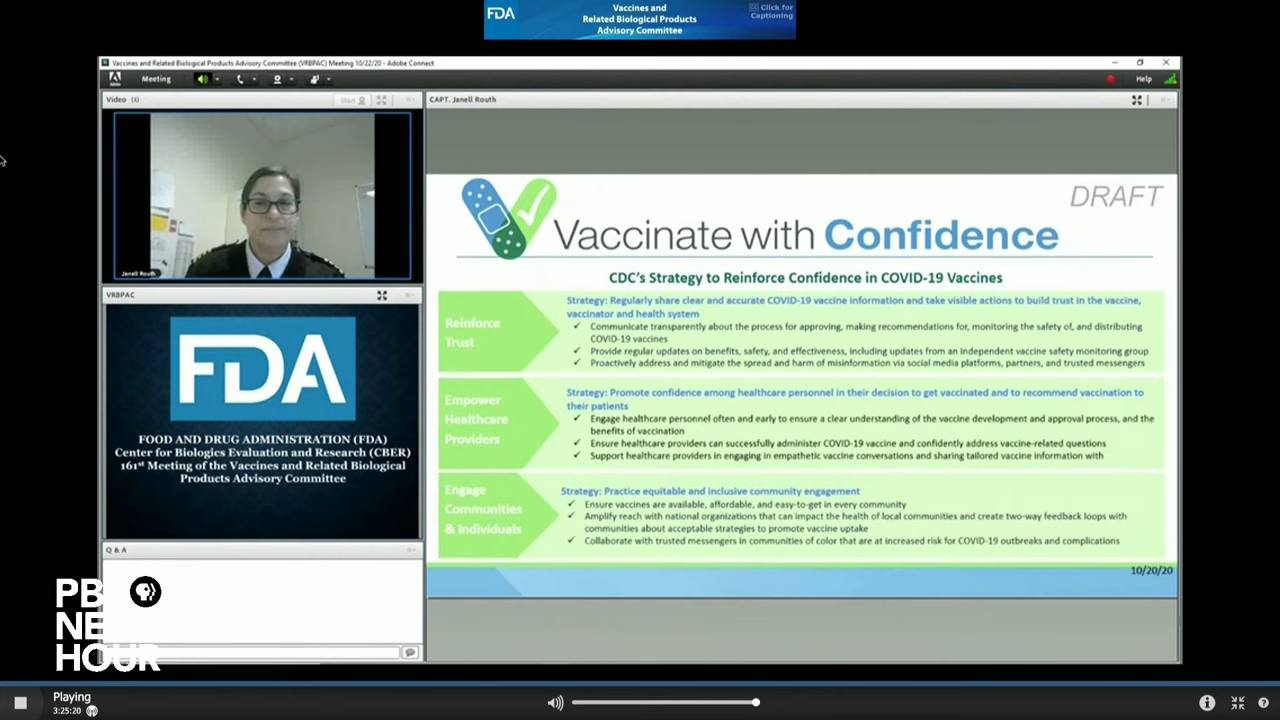 FDA
Vaccines and
Related Biological Products
Advisory Committee
CC Click for
Captioning
Vaccines and Related Biological Products Advisory Committee (VRBPAC) Meeting 10/22/20 - Adobe Connect
Meeting
Help
Video (1)
Start
Janell Routh
VRBPAC
FDA
FOOD AND DRUG ADMINISTRATION (FDA)
Center for Biologics Evaluation and Research (CBER)
161st Meeting of the Vaccines and Related Biological
Products Advisory Committee
Q & A
CAPT. Janell Routh
DRAFT
Vaccinate with Confidence
CDC's Strategy to Reinforce Confidence in COVID-19 Vaccines
Reinforce
Trust
Strategy: Regularly share clear and accurate COVID-19 vaccine information and take visible actions to build trust in the vaccine,
vaccinator and health system
✓ Communicate transparently about the process for approving, making recommendations for, monitoring the safety of, and distributing
COVID-19 vaccines
✓ Provide regular updates on benefits, safety, and effectiveness, including updates from an independent vaccine safety monitoring group
✓ Proactively address and mitigate the spread and harm of misinformation via social media platforms, partners, and trusted messengers
Empower
Healthcare
Providers
Strategy: Promote confidence among healthcare personnel in their decision to get vaccinated and to recommend vaccination to
their patients
✓ Engage healthcare personnel often and early to ensure a clear understanding of the vaccine development and approval process, and the
benefits of vaccination
✓ Ensure healthcare providers can successfully administer COVID-19 vaccine and confidently address vaccine-related questions
✓ Support healthcare providers in engaging in empathetic vaccine conversations and sharing tailored vaccine information with
Engage
Communities
& Individuals
Strategy: Practice equitable and inclusive community engagement
✓ Ensure vaccines are available, affordable, and easy-to-get in every community
✓ Amplify reach with national organizations that can impact the health of local communities and create two-way feedback loops with
communities about acceptable strategies to promote vaccine uptake
✓ Collaborate with trusted messengers in communities of color that are at increased risk for COVID-19 outbreaks and complications
10/20/20
PB
NE
HOUR
Playing
3:25:20